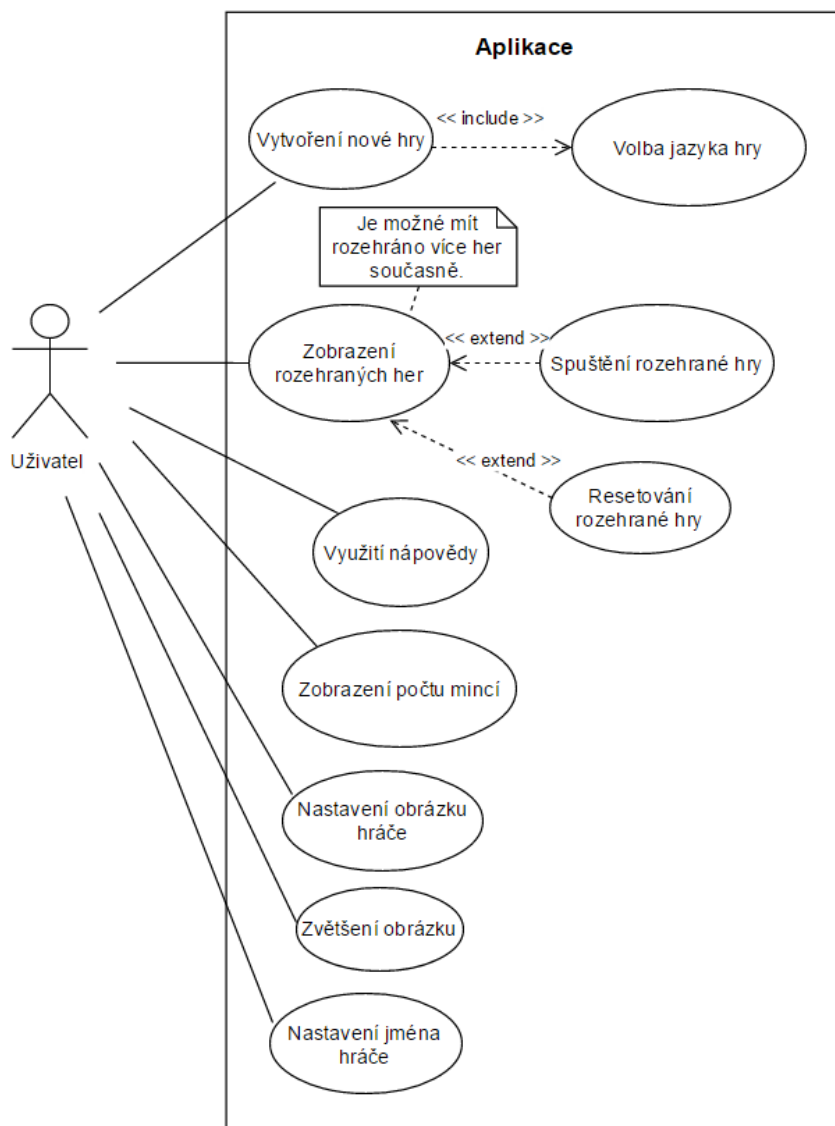 Aplikace
Vytvoření nové hry
<< include >>
Volba jazyka hry
Je možné mít
rozehráno více her
současně.
Zobrazení
rozehraných her
<< extend >>
Spuštění rozehrané hry
<< extend >>
Resetování
rozehrané hry
Uživatel
Využití nápovědy
Zobrazení počtu mincí
Nastavení obrázku
hráče
Zvětšení obrázku
Nastavení jména
hráče